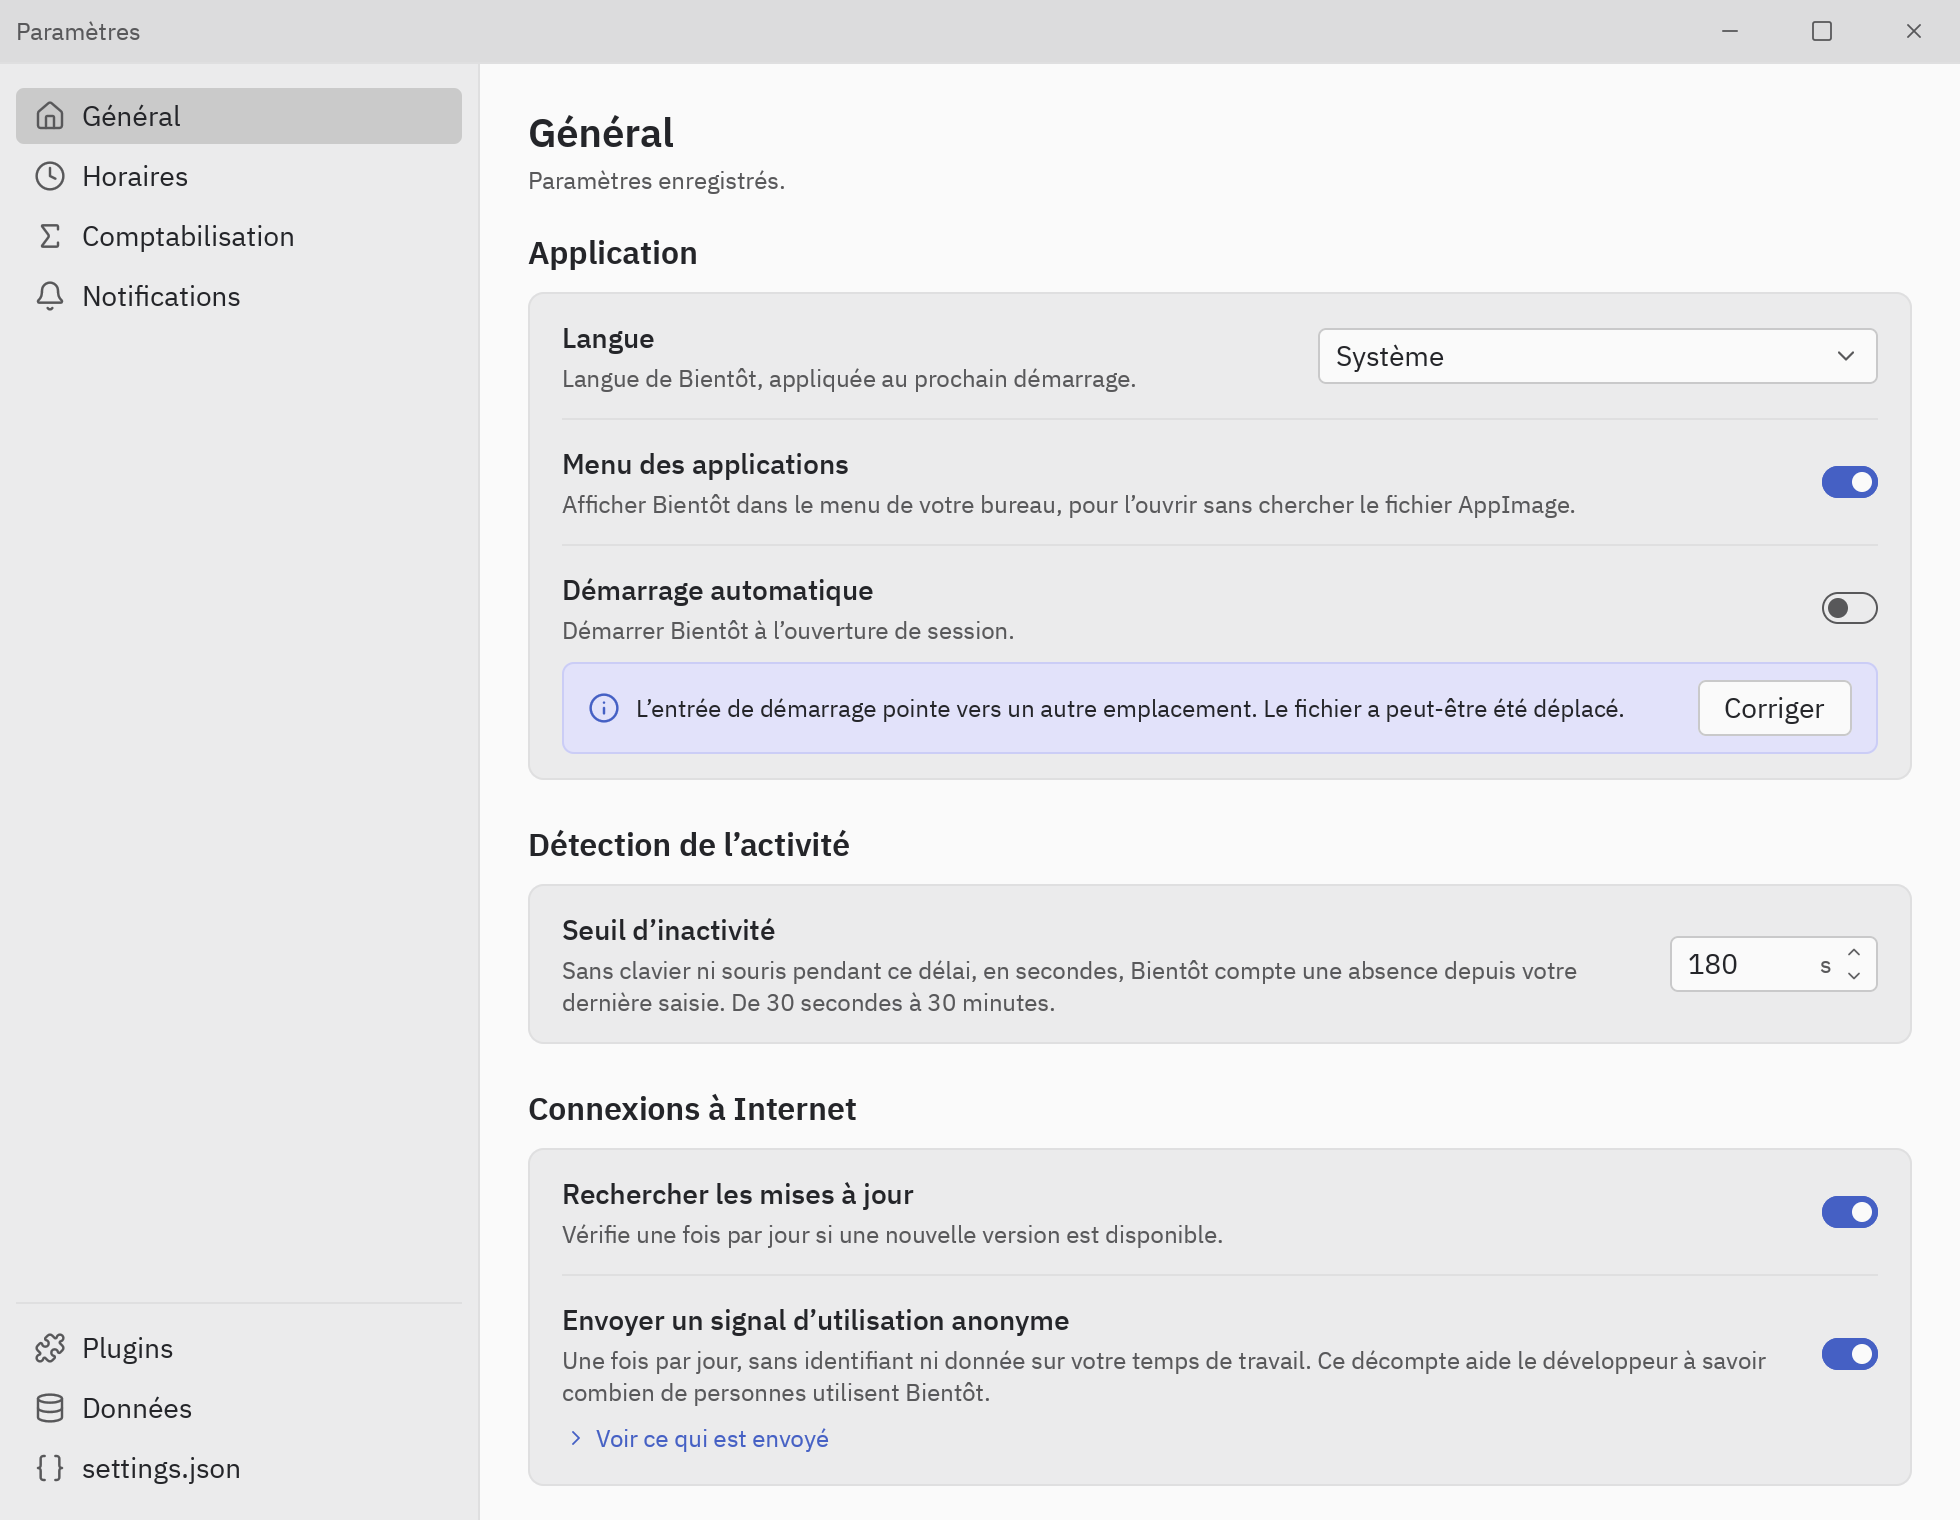 Paramètres
Général
Horaires
Comptabilisation
Notifications
Plugins
Données
settings.json
Général
Paramètres enregistrés.
Application
Langue
Langue de Bientôt, appliquée au prochain démarrage.
Système
Menu des applications
Afficher Bientôt dans le menu de votre bureau, pour l’ouvrir sans chercher le fichier AppImage.
Démarrage automatique
Démarrer Bientôt à l’ouverture de session.
L’entrée de démarrage pointe vers un autre emplacement. Le fichier a peut-être été déplacé.
Corriger
Détection de l’activité
Seuil d’inactivité
Sans clavier ni souris pendant ce délai, en secondes, Bientôt compte une absence depuis votre
dernière saisie. De 30 secondes à 30 minutes.
180 s
Connexions à Internet
Rechercher les mises à jour
Vérifie une fois par jour si une nouvelle version est disponible.
Envoyer un signal d’utilisation anonyme
Une fois par jour, sans identifiant ni donnée sur votre temps de travail. Ce décompte aide le développeur à savoir
combien de personnes utilisent Bientôt.
Voir ce qui est envoyé